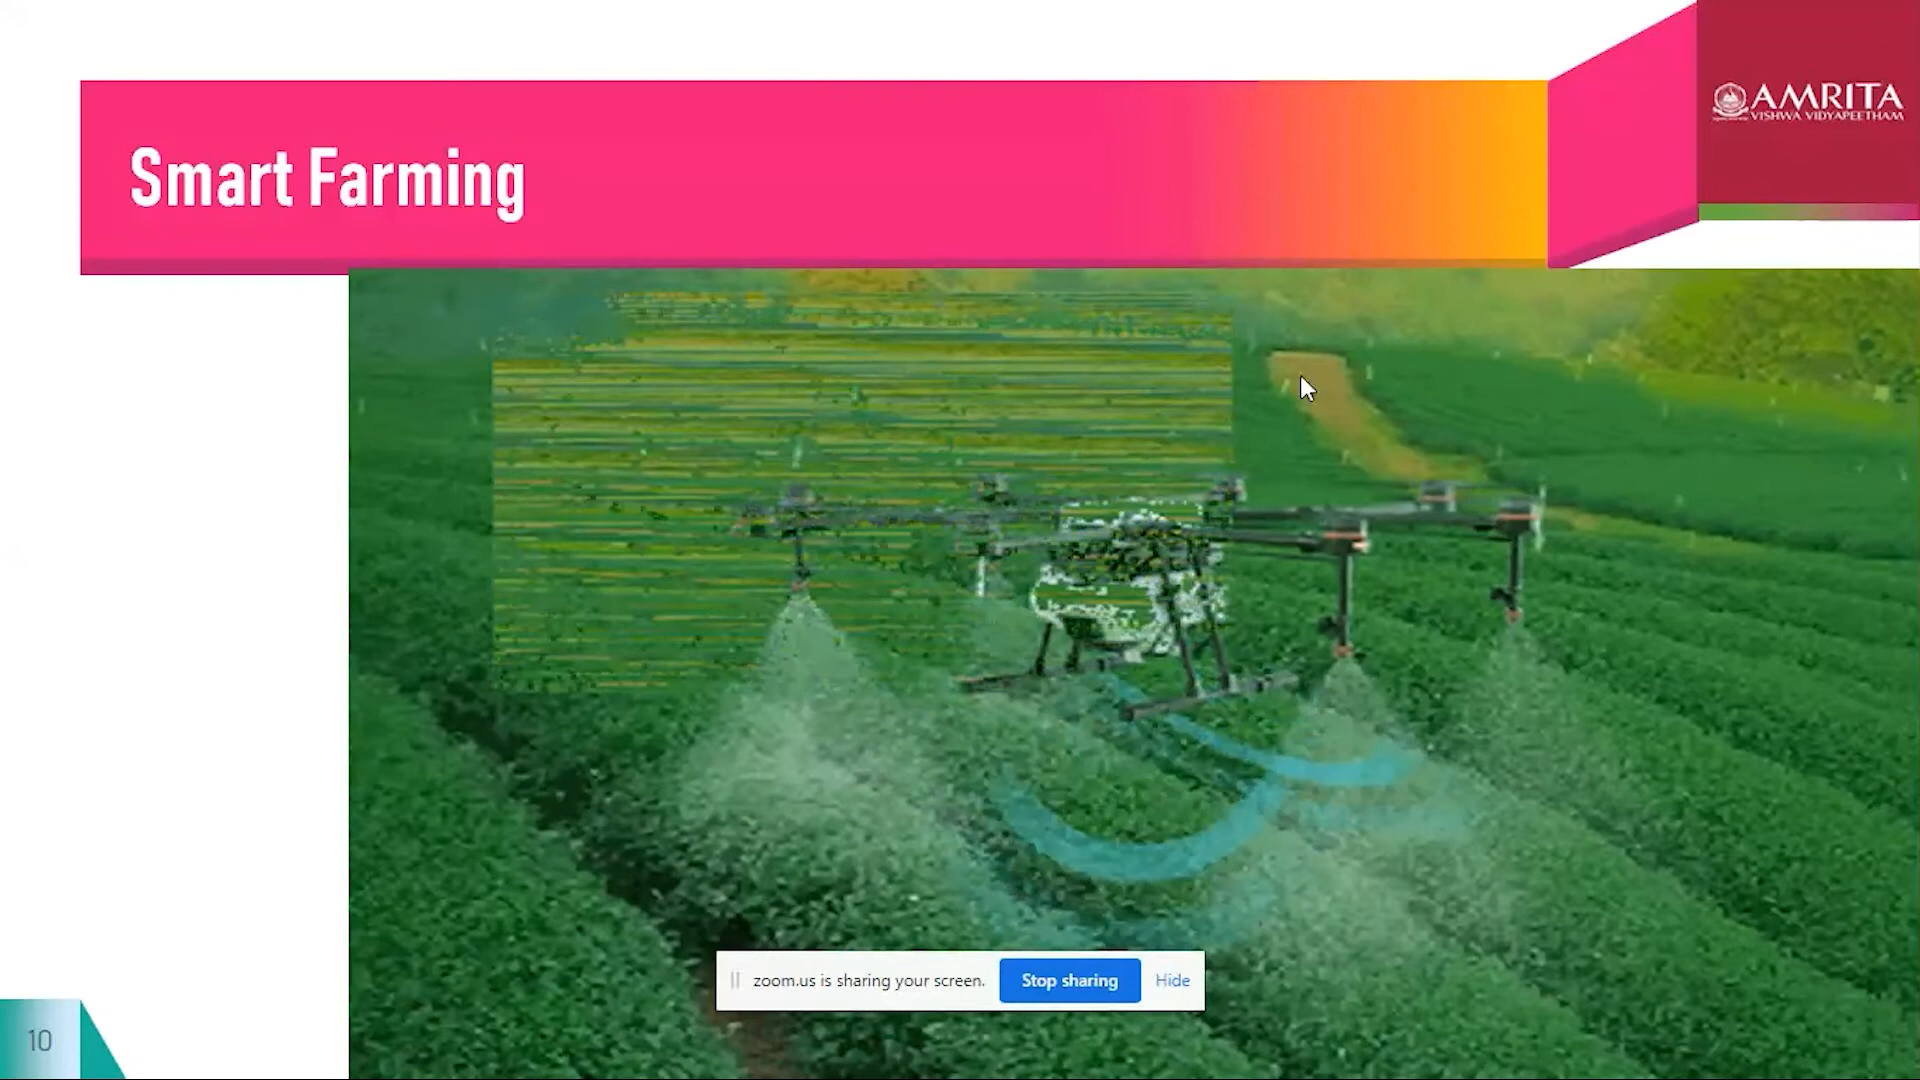 AMRITA
VISHWA VIDYAPEETHAM
Smart Farming
zoom.us is sharing your screen. Stop sharing Hide
10